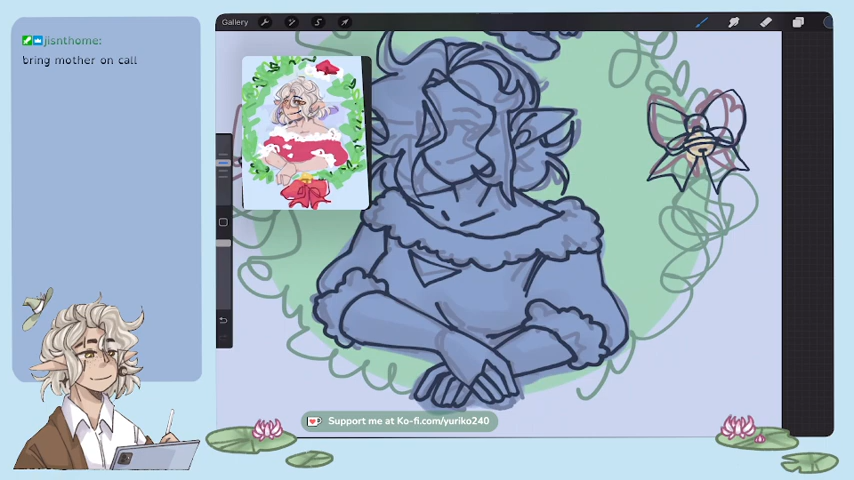 jisnthome:
bring mother on call
Gallery
Support me at Ko-fi.com/yuriko240